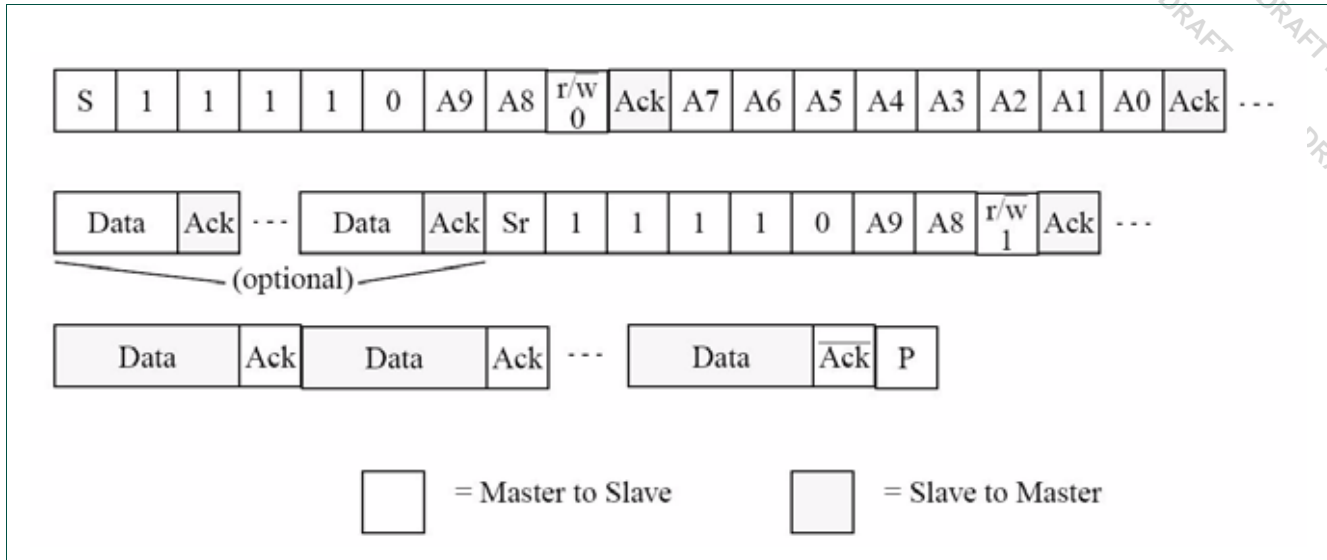 DRAFT DRAFT
S 1 1 1 1 0 A9 A8 r/w̅ 0 Ack A7 A6 A5 A4 A3 A2 A1 A0 Ack - - -
Data Ack - - - Data Ack Sr 1 1 1 1 0 A9 A8 r/w̅ 1 Ack - - -
(optional)
Data Ack Data Ack - - - Data A̅c̅k̅ P
= Master to Slave = Slave to Master